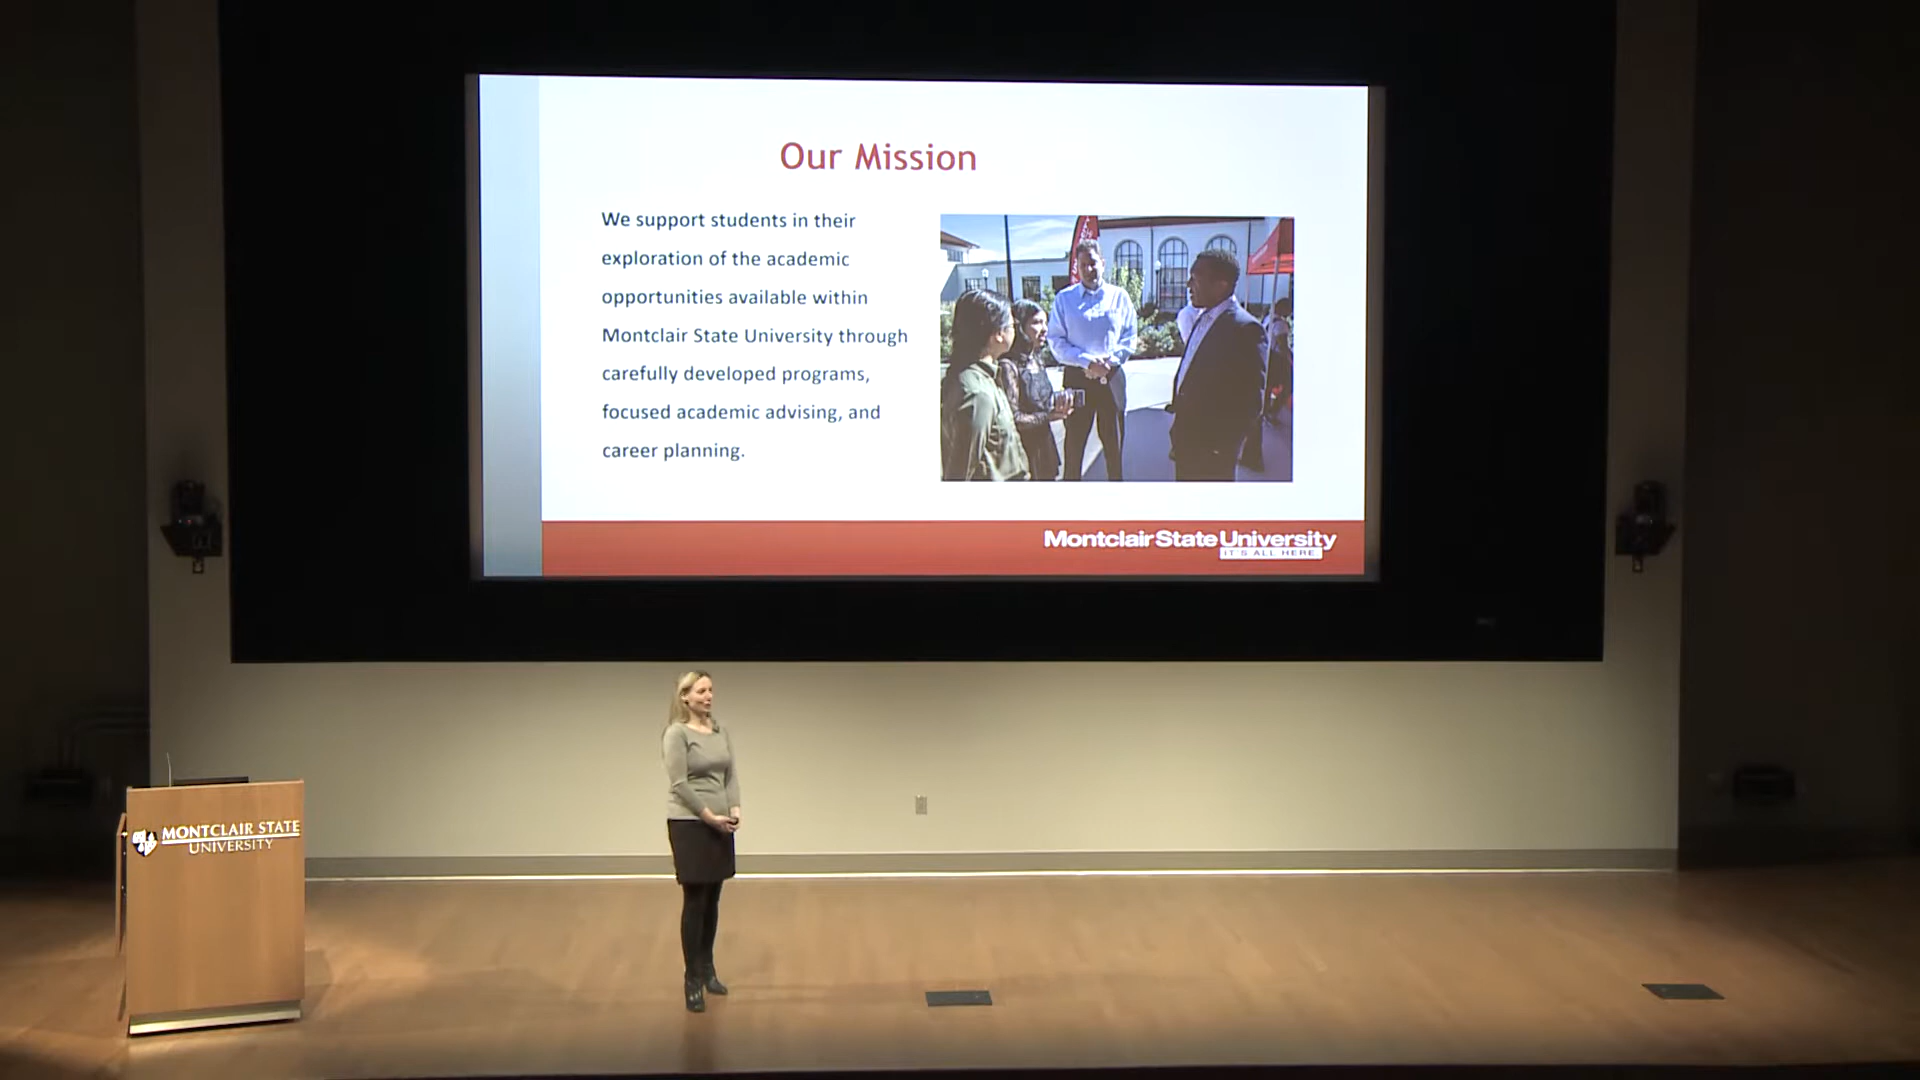 Our Mission
We support students in their
exploration of the academic
opportunities available within
Montclair State University through
carefully developed programs,
focused academic advising, and
career planning.
Montclair State University
IT'S ALL HERE
MONTCLAIR STATE
UNIVERSITY